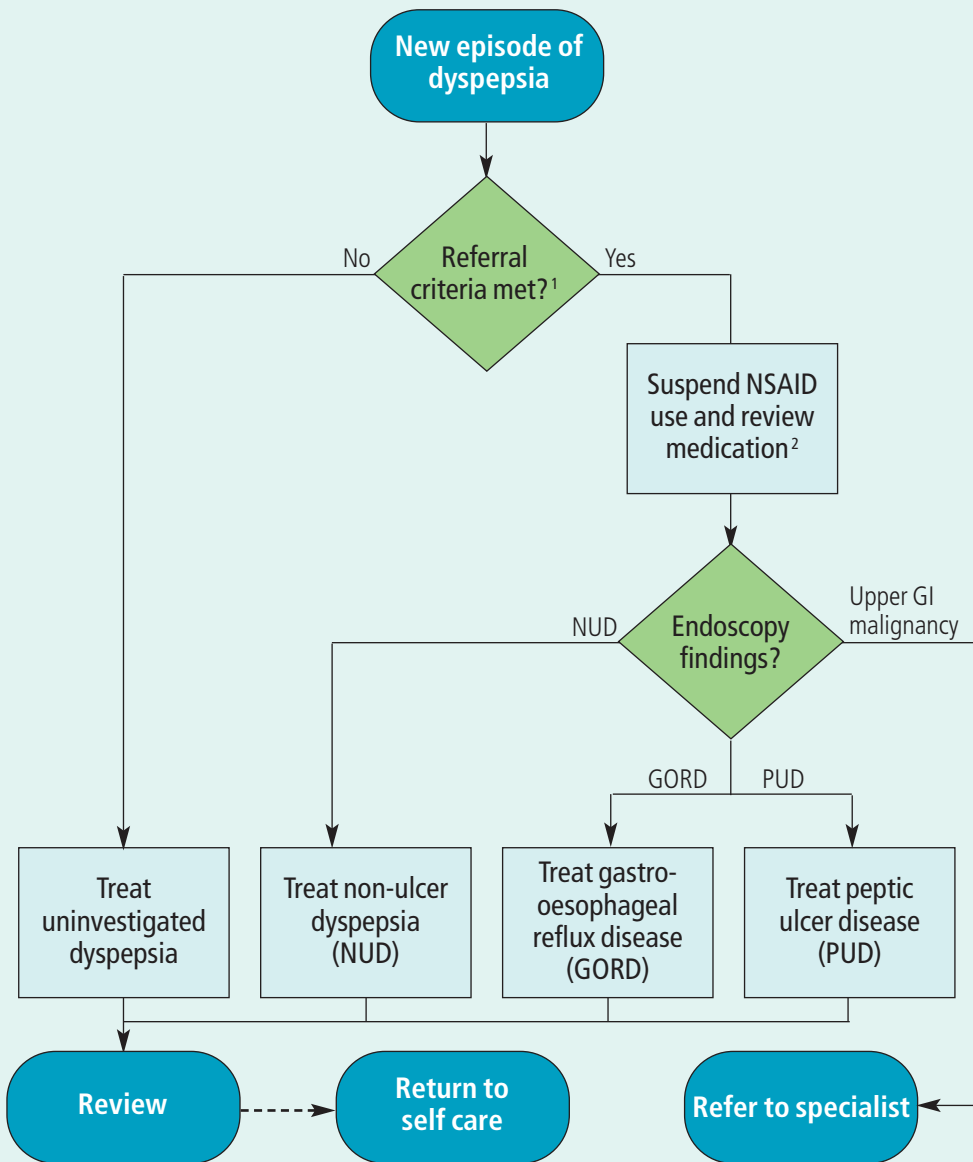 New episode of
dyspepsia
No
Referral
criteria met?¹
Yes
Suspend NSAID
use and review
medication²
NUD
Endoscopy
findings?
Upper GI
malignancy
GORD
PUD
Treat
uninvestigated
dyspepsia
Treat non-ulcer
dyspepsia
(NUD)
Treat gastro-
oesophageal
reflux disease
(GORD)
Treat peptic
ulcer disease
(PUD)
Review
Return to
self care
Refer to specialist